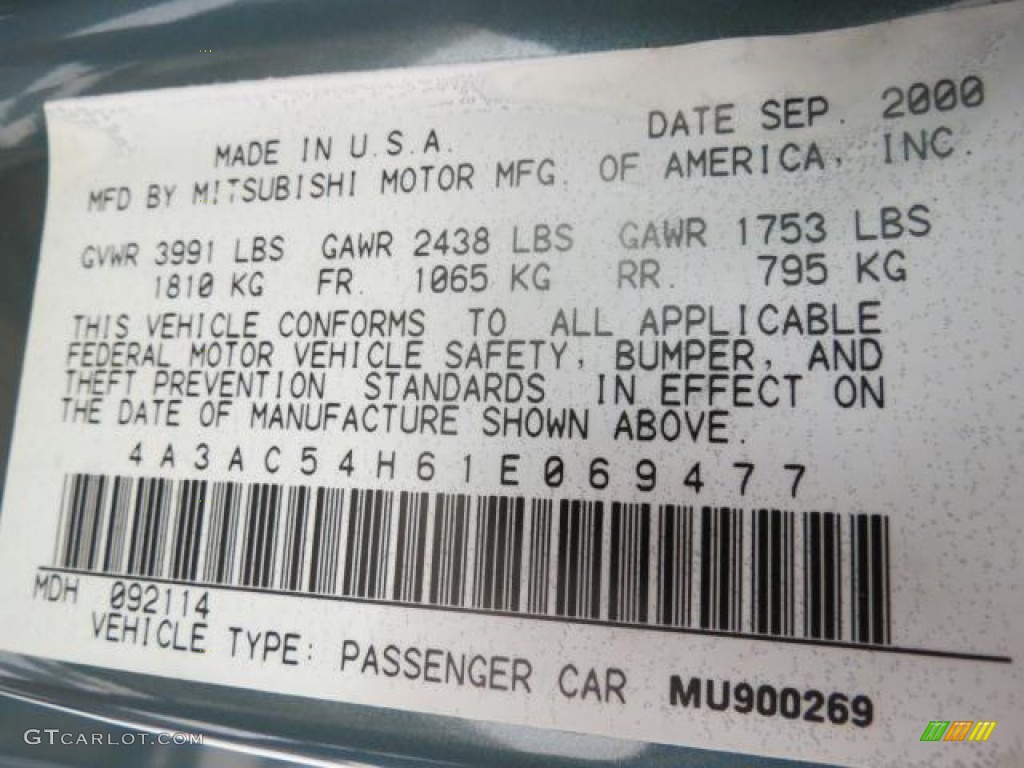 DATE SEP. 2000
MADE IN U.S.A.
MFD BY MITSUBISHI MOTOR MFG. OF AMERICA, INC.
GVWR 3991 LBS GAWR 2438 LBS GAWR 1753 LBS
1810 KG FR. 1065 KG RR. 795 KG
THIS VEHICLE CONFORMS TO ALL APPLICABLE
FEDERAL MOTOR VEHICLE SAFETY, BUMPER, AND
THEFT PREVENTION STANDARDS IN EFFECT ON
THE DATE OF MANUFACTURE SHOWN ABOVE.
4A3AC54H61E069477
MDH 092114
VEHICLE TYPE: PASSENGER CAR MU900269
GTCARLOT.COM